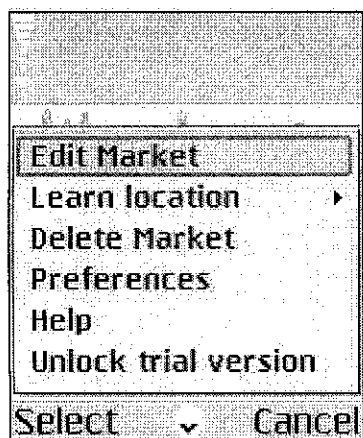 Edit Market
Learn location
Delete Market
Preferences
Help
Unlock trial version
Select Cancel